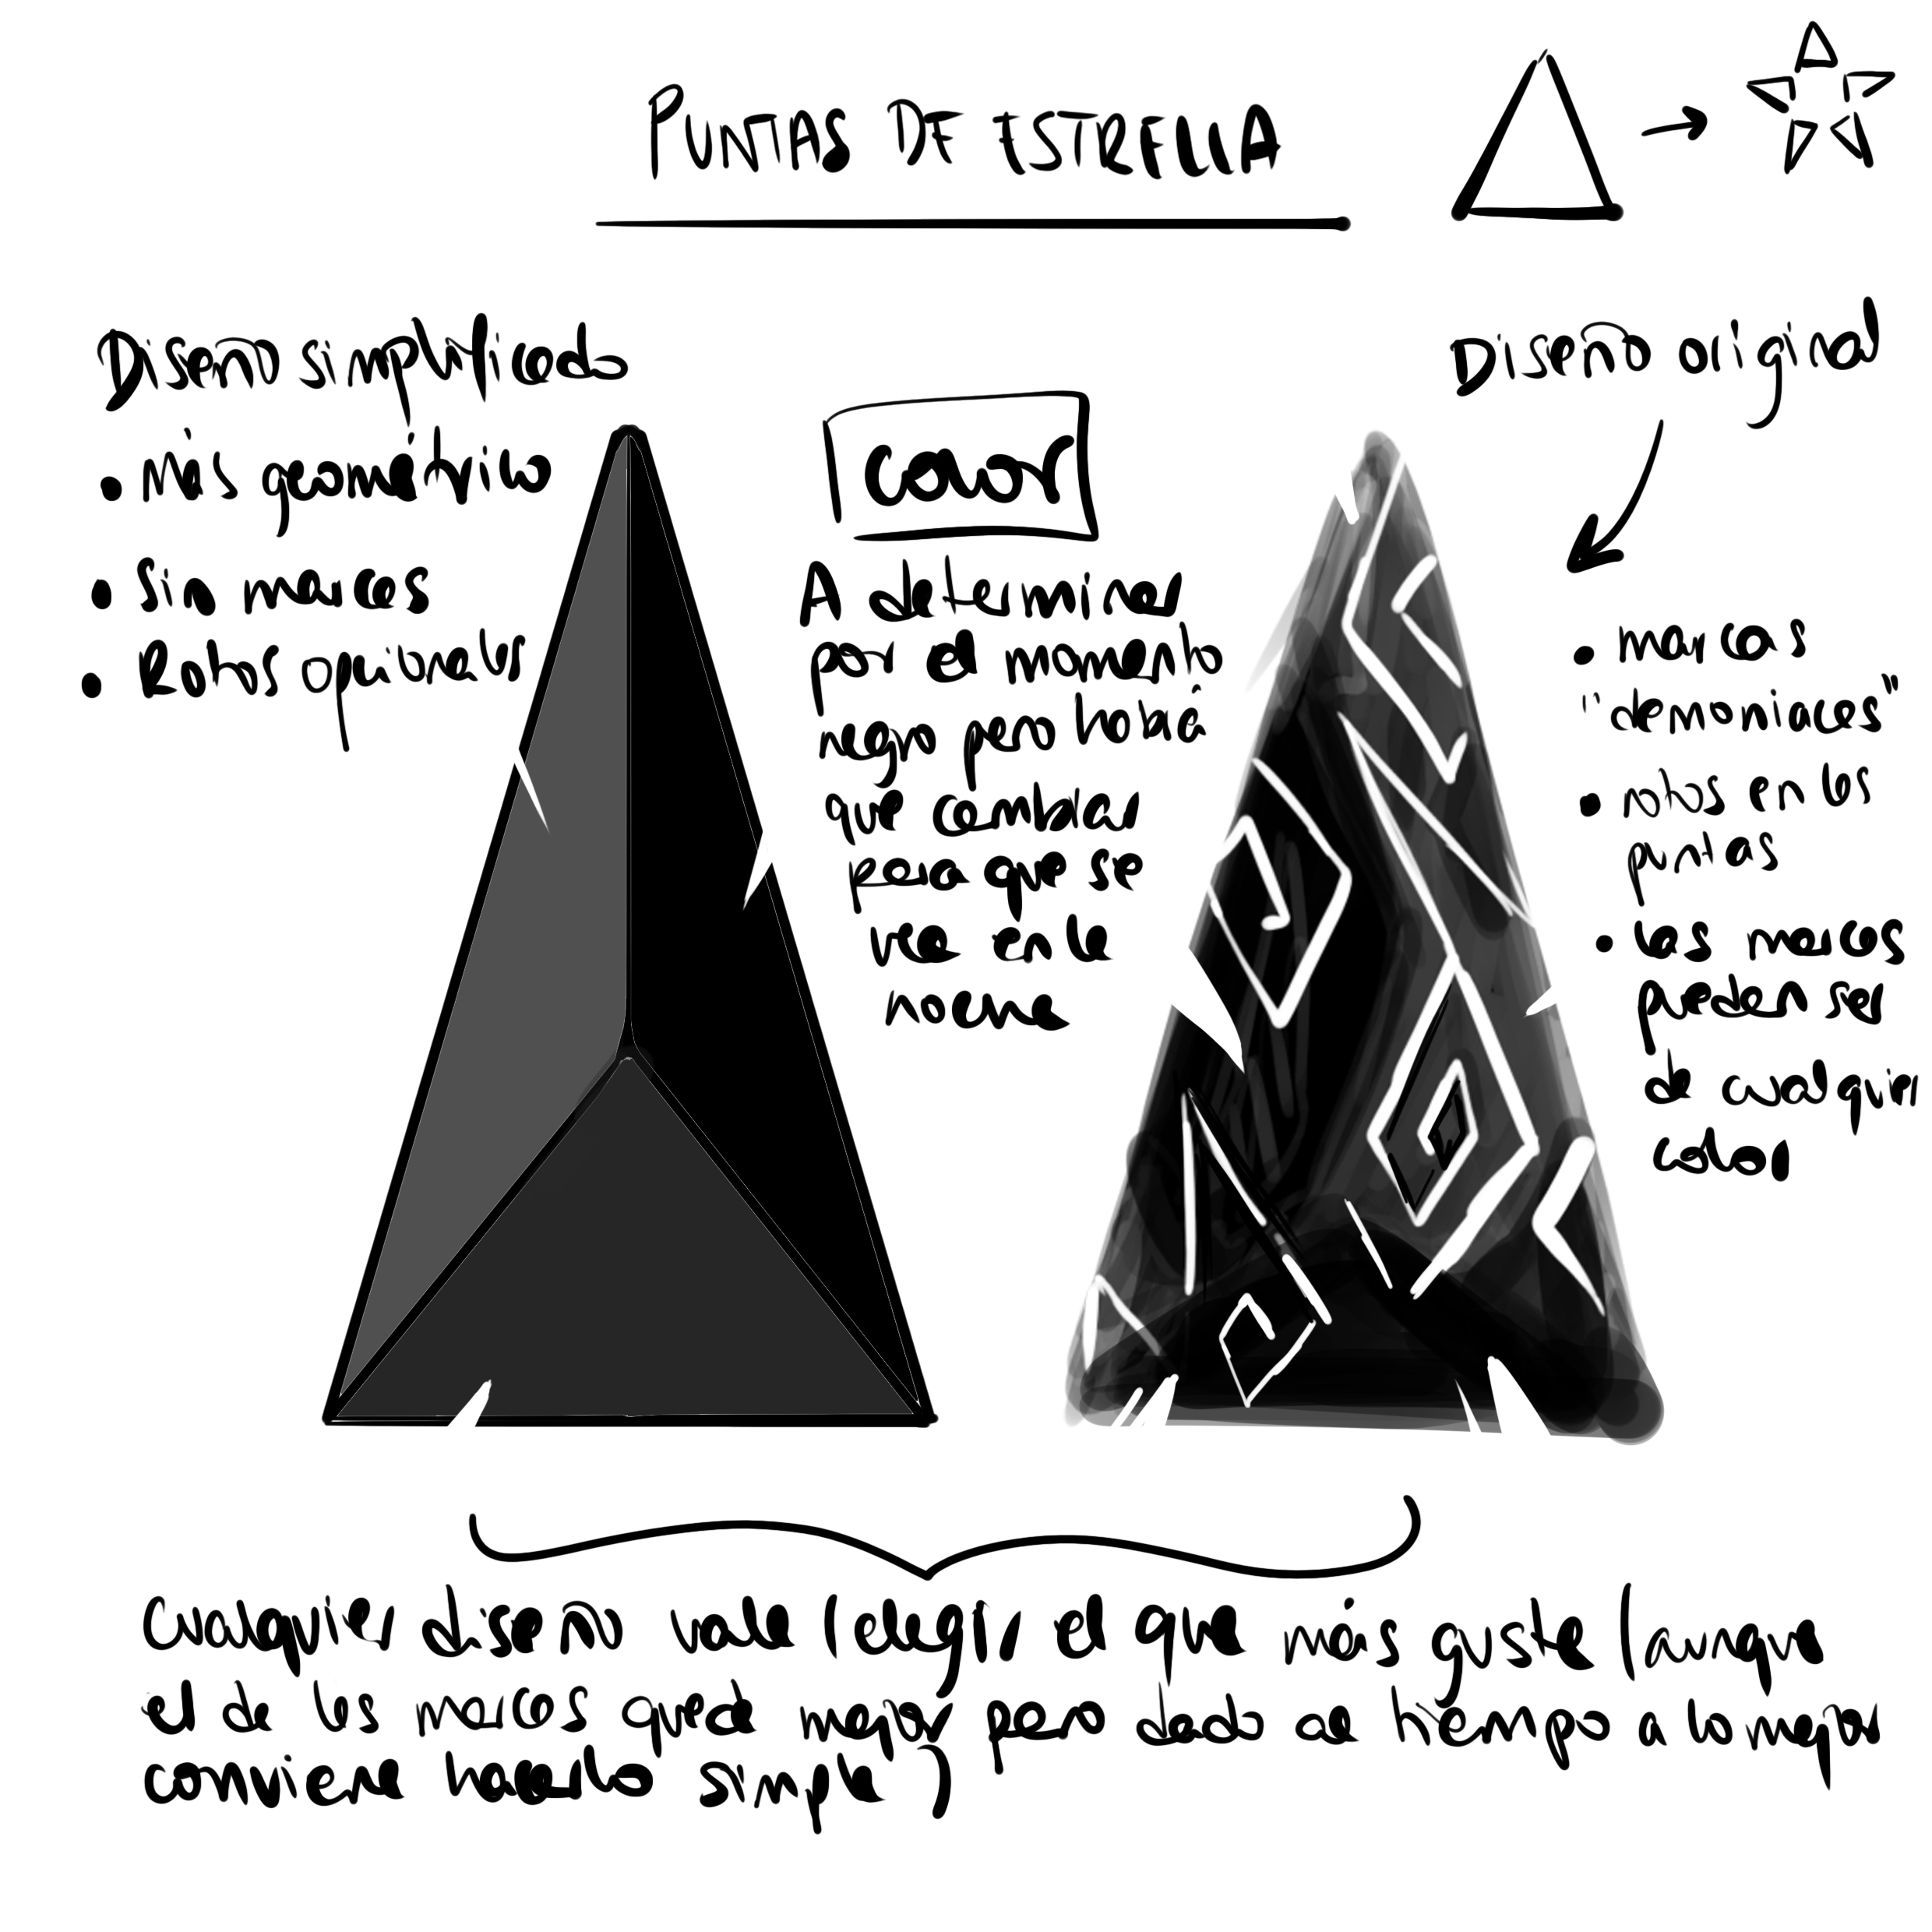 PUNTAS DE ESTRELLA
Diseño simplificado
• Más geométrico
• Sin marcas
• Rotos opcionales
color
A determinar
por el momento
negro pero habrá
que cambiar
para que se
vea en la
noche
Diseño original
• marcas
"demoniacas"
• rotos en las
puntas
• las marcas
pueden ser
de cualquier
color
Cualquier diseño vale (elegir el que más guste (aunque
el de las marcas queda mejor pero dado al tiempo a lo mejor
conviene hacerlo simple)